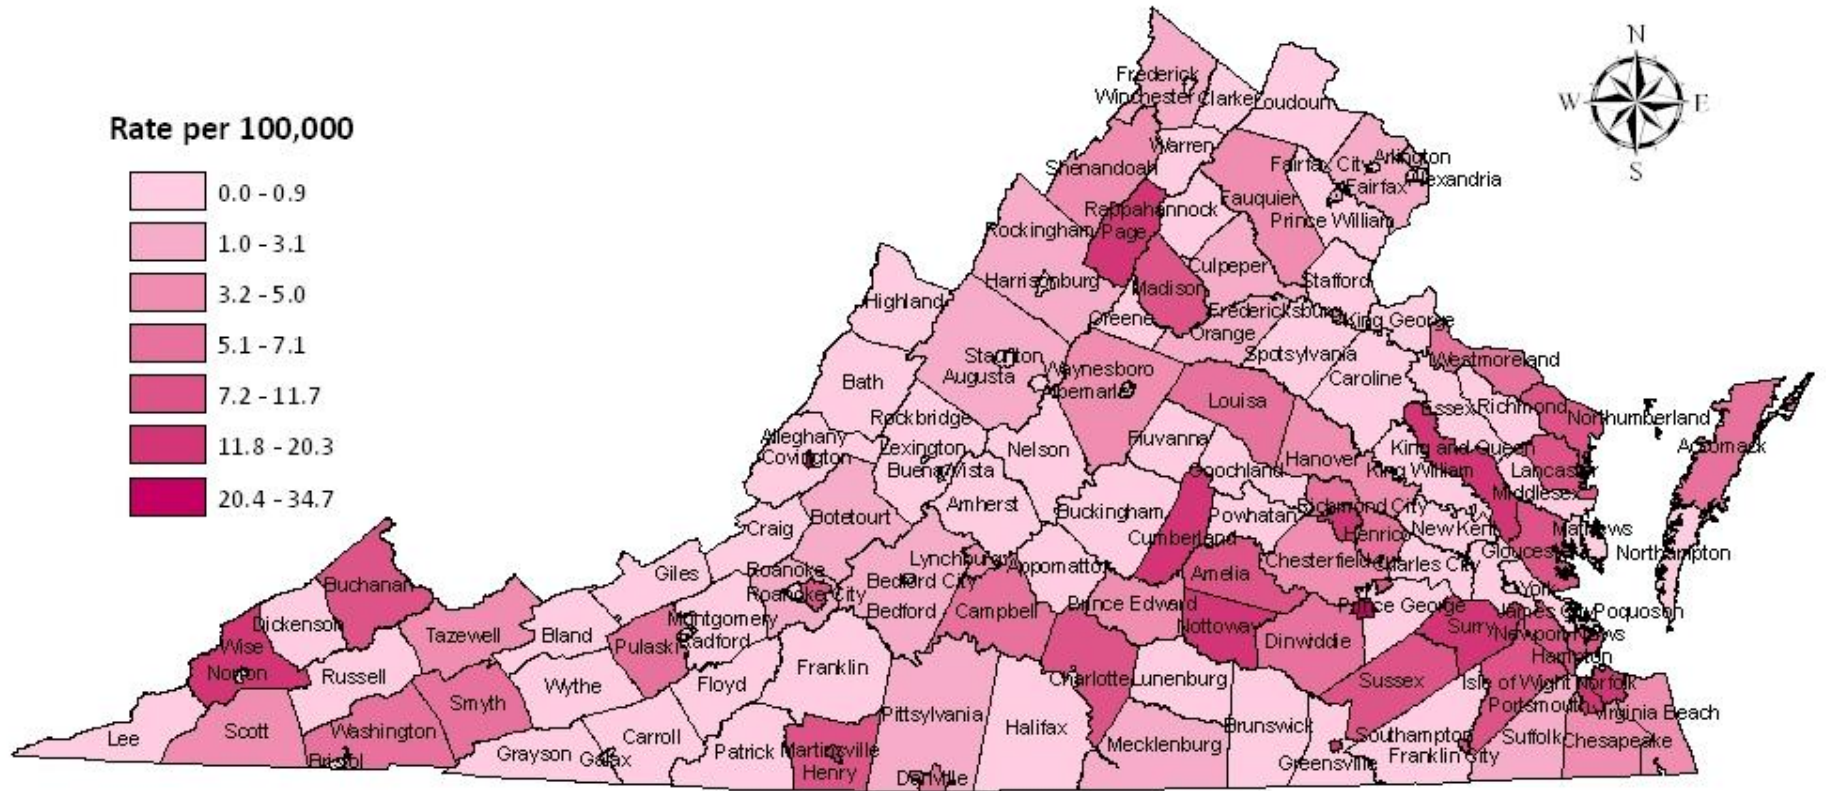 N
W E
S
Rate per 100,000
0.0 - 0.9
1.0 - 3.1
3.2 - 5.0
5.1 - 7.1
7.2 - 11.7
11.8 - 20.3
20.4 - 34.7
Frederick
Winchester
Clarke
Loudoun
Warren
Shenandoah
Fairfax City
Arlington
Fairfax
Alexandria
Fauquier
Prince William
Rappahannock
Page
Rockingham
Culpeper
Harrisonburg
Madison
Stafford
Highland
Greene
Fredericksburg
King George
Orange
Staunton
Spotsylvania
Westmoreland
Augusta
Waynesboro
Albemarle
Caroline
Bath
Louisa
Essex
Richmond
Northumberland
Rockbridge
Alleghany
Covington
Lexington
Buena Vista
Nelson
Fluvanna
Goochland
Hanover
King and Queen
King William
Lancaster
Accomack
Middlesex
Amherst
Buckingham
Powhatan
Richmond City
Henrico
New Kent
Mathews
Craig
Botetourt
Cumberland
Gloucester
Northampton
Lynchburg
Appomattox
Chesterfield
Charles City
Giles
Roanoke
Roanoke City
Bedford City
Bedford
Amelia
York
Buchanan
Campbell
Prince Edward
Prince George
James City
Poquoson
Dickenson
Tazewell
Bland
Pulaski
Montgomery
Radford
Nottoway
Dinwiddie
Surry
Newport News
Hampton
Wise
Norton
Russell
Wythe
Floyd
Franklin
Charlotte
Lunenburg
Sussex
Isle of Wight
Norfolk
Smyth
Pittsylvania
Halifax
Brunswick
Portsmouth
Virginia Beach
Lee
Scott
Washington
Bristol
Grayson
Galax
Carroll
Patrick
Martinsville
Henry
Danville
Mecklenburg
Greensville
Southampton
Franklin City
Suffolk
Chesapeake